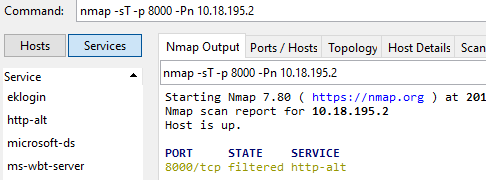 Command: nmap -sT -p 8000 -Pn 10.18.195.2
Hosts Services
Nmap Output Ports / Hosts Topology Host Details Scan
Service
nmap -sT -p 8000 -Pn 10.18.195.2
eklogin
http-alt
microsoft-ds
ms-wbt-server
Starting Nmap 7.80 ( https://nmap.org ) at 201
Nmap scan report for 10.18.195.2
Host is up.
PORT STATE SERVICE
8000/tcp filtered http-alt